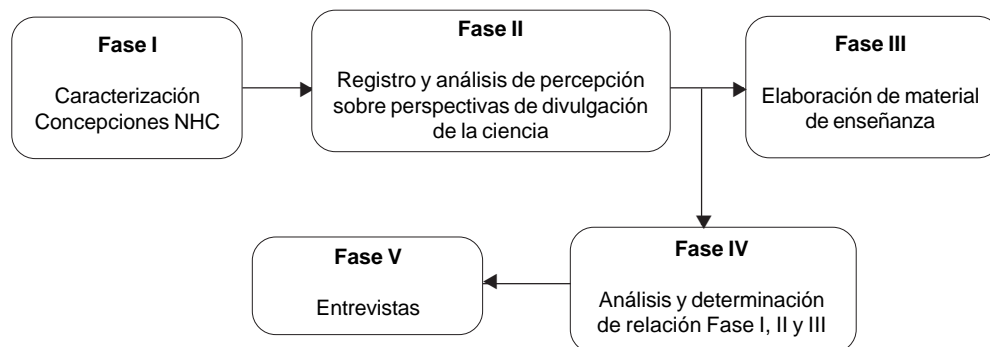 Fase I
Caracterización
Concepciones NHC
Fase II
Registro y análisis de percepción
sobre perspectivas de divulgación
de la ciencia
Fase III
Elaboración de material
de enseñanza
Fase V
Entrevistas
Fase IV
Análisis y determinación
de relación Fase I, II y III